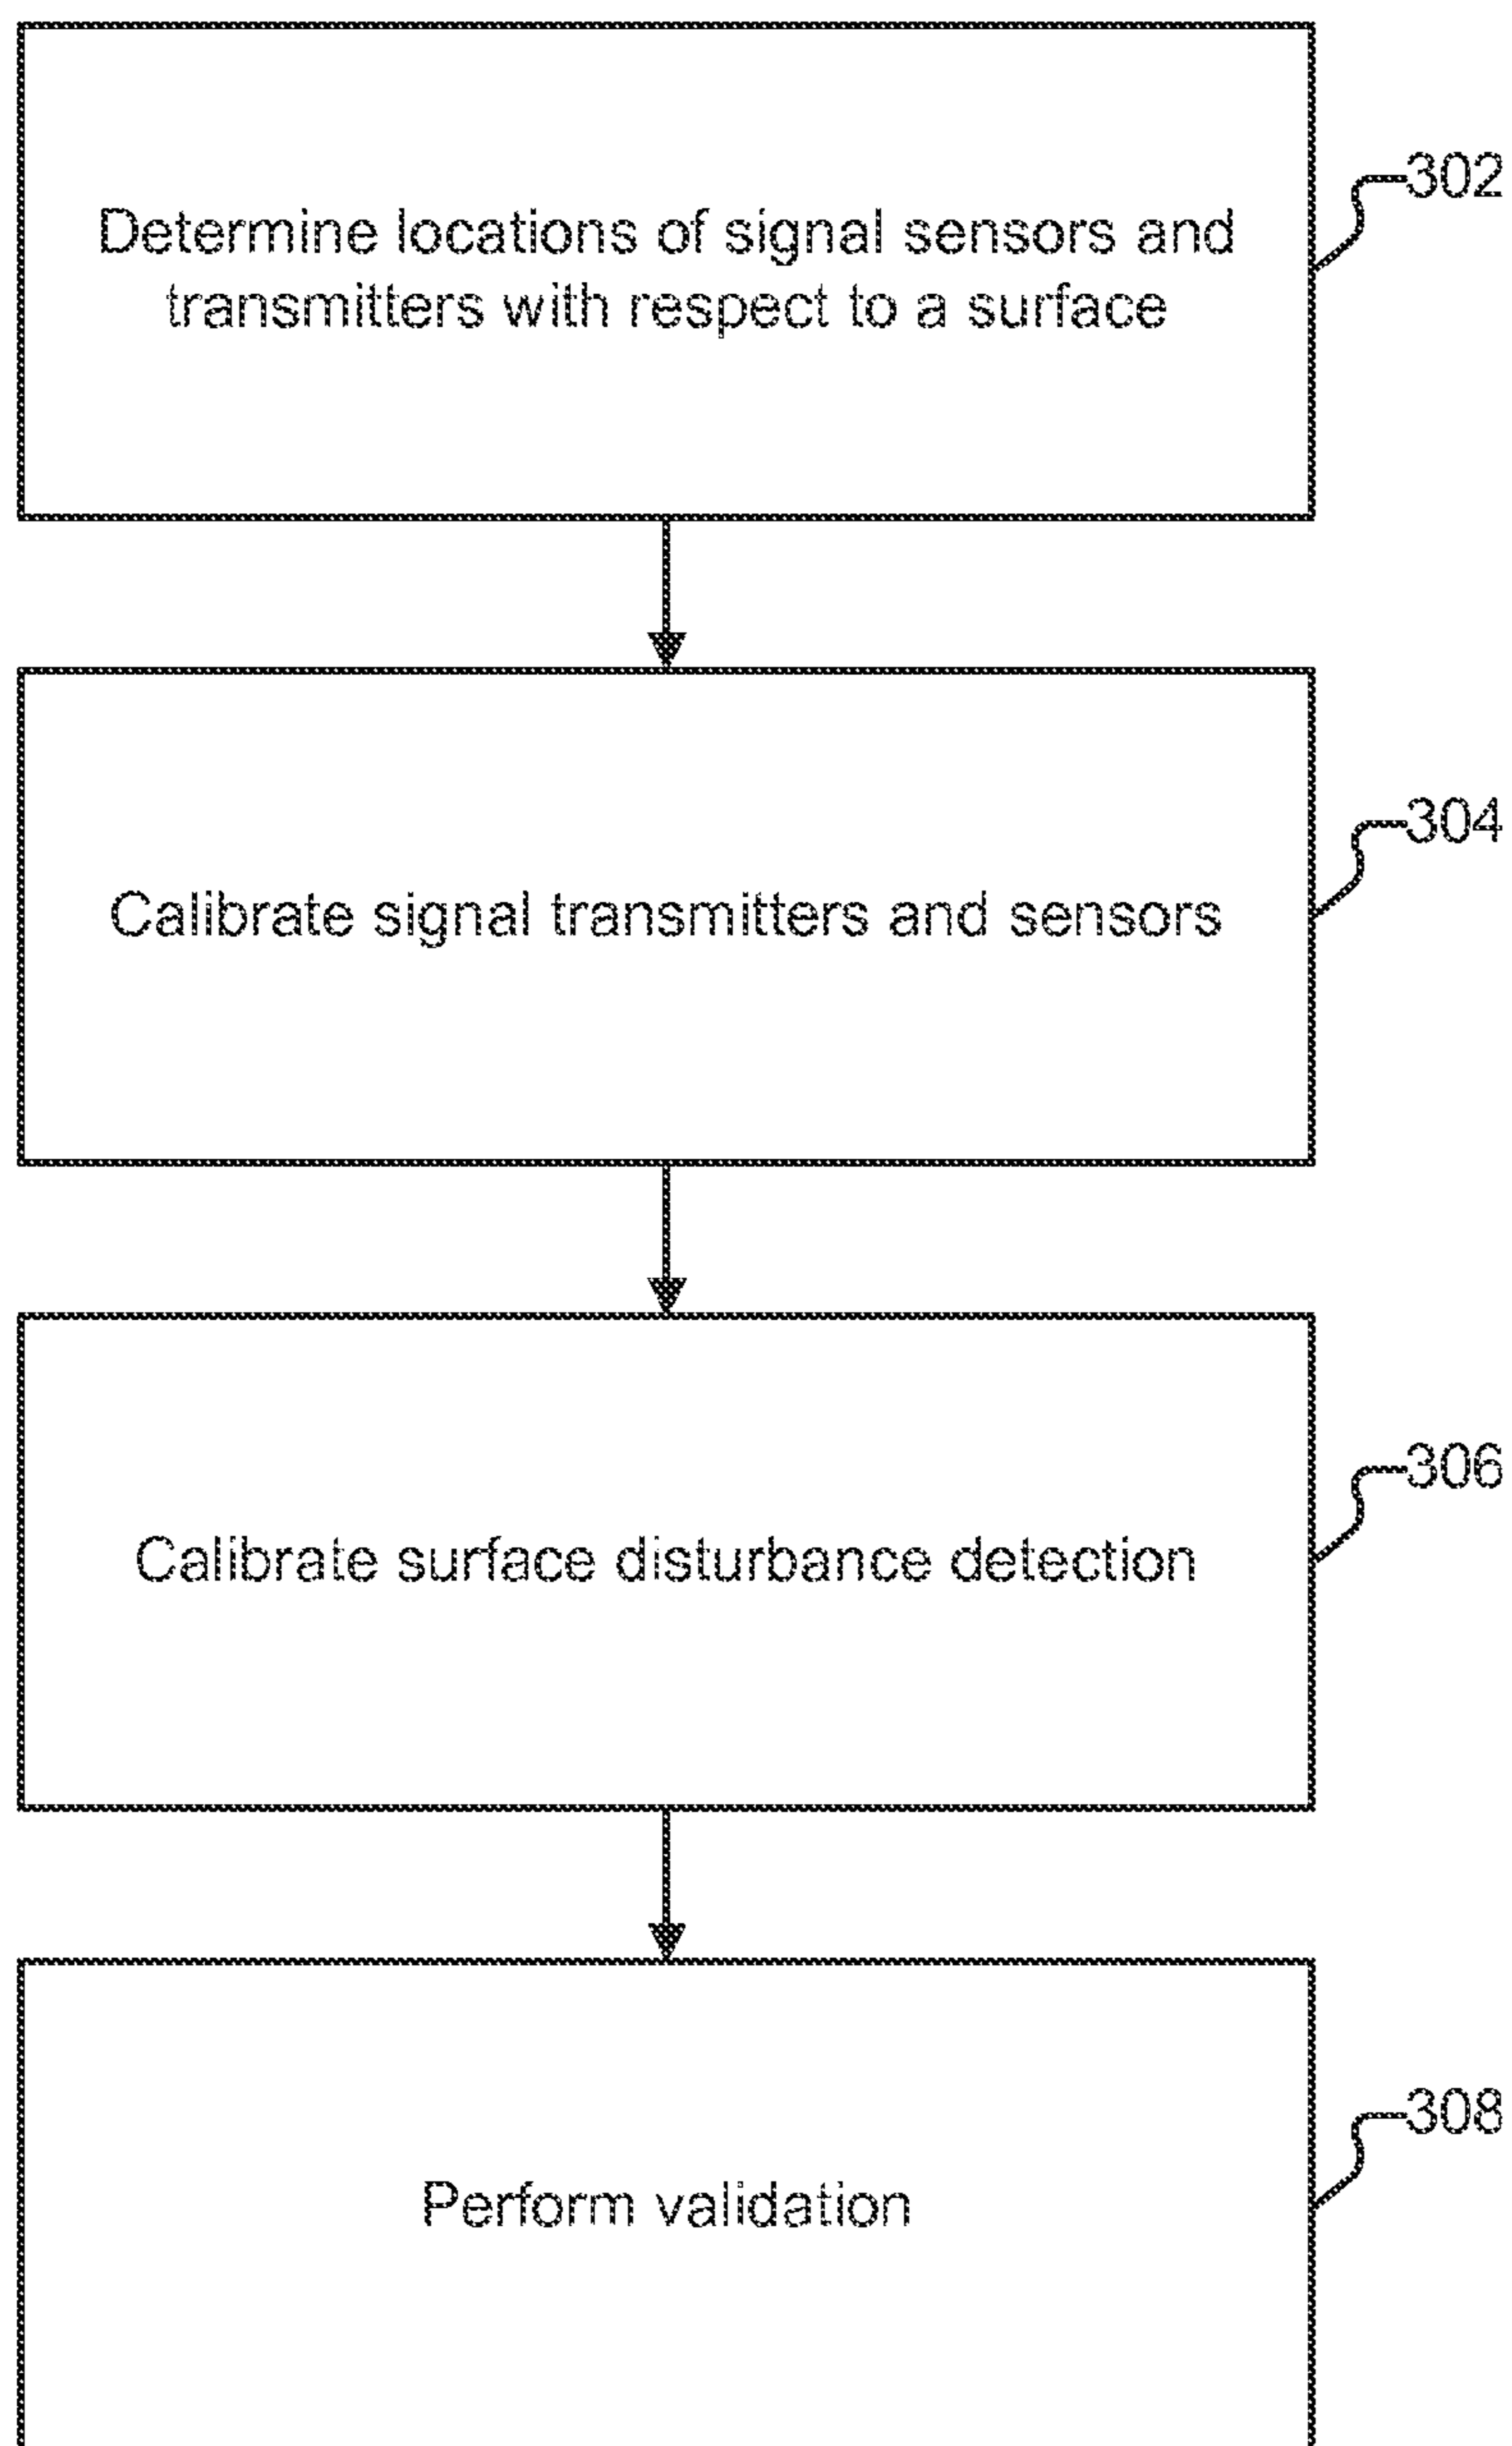 Determine locations of signal sensors and
transmitters with respect to a surface
302
Calibrate signal transmitters and sensors
304
Calibrate surface disturbance detection
306
Perform validation
308